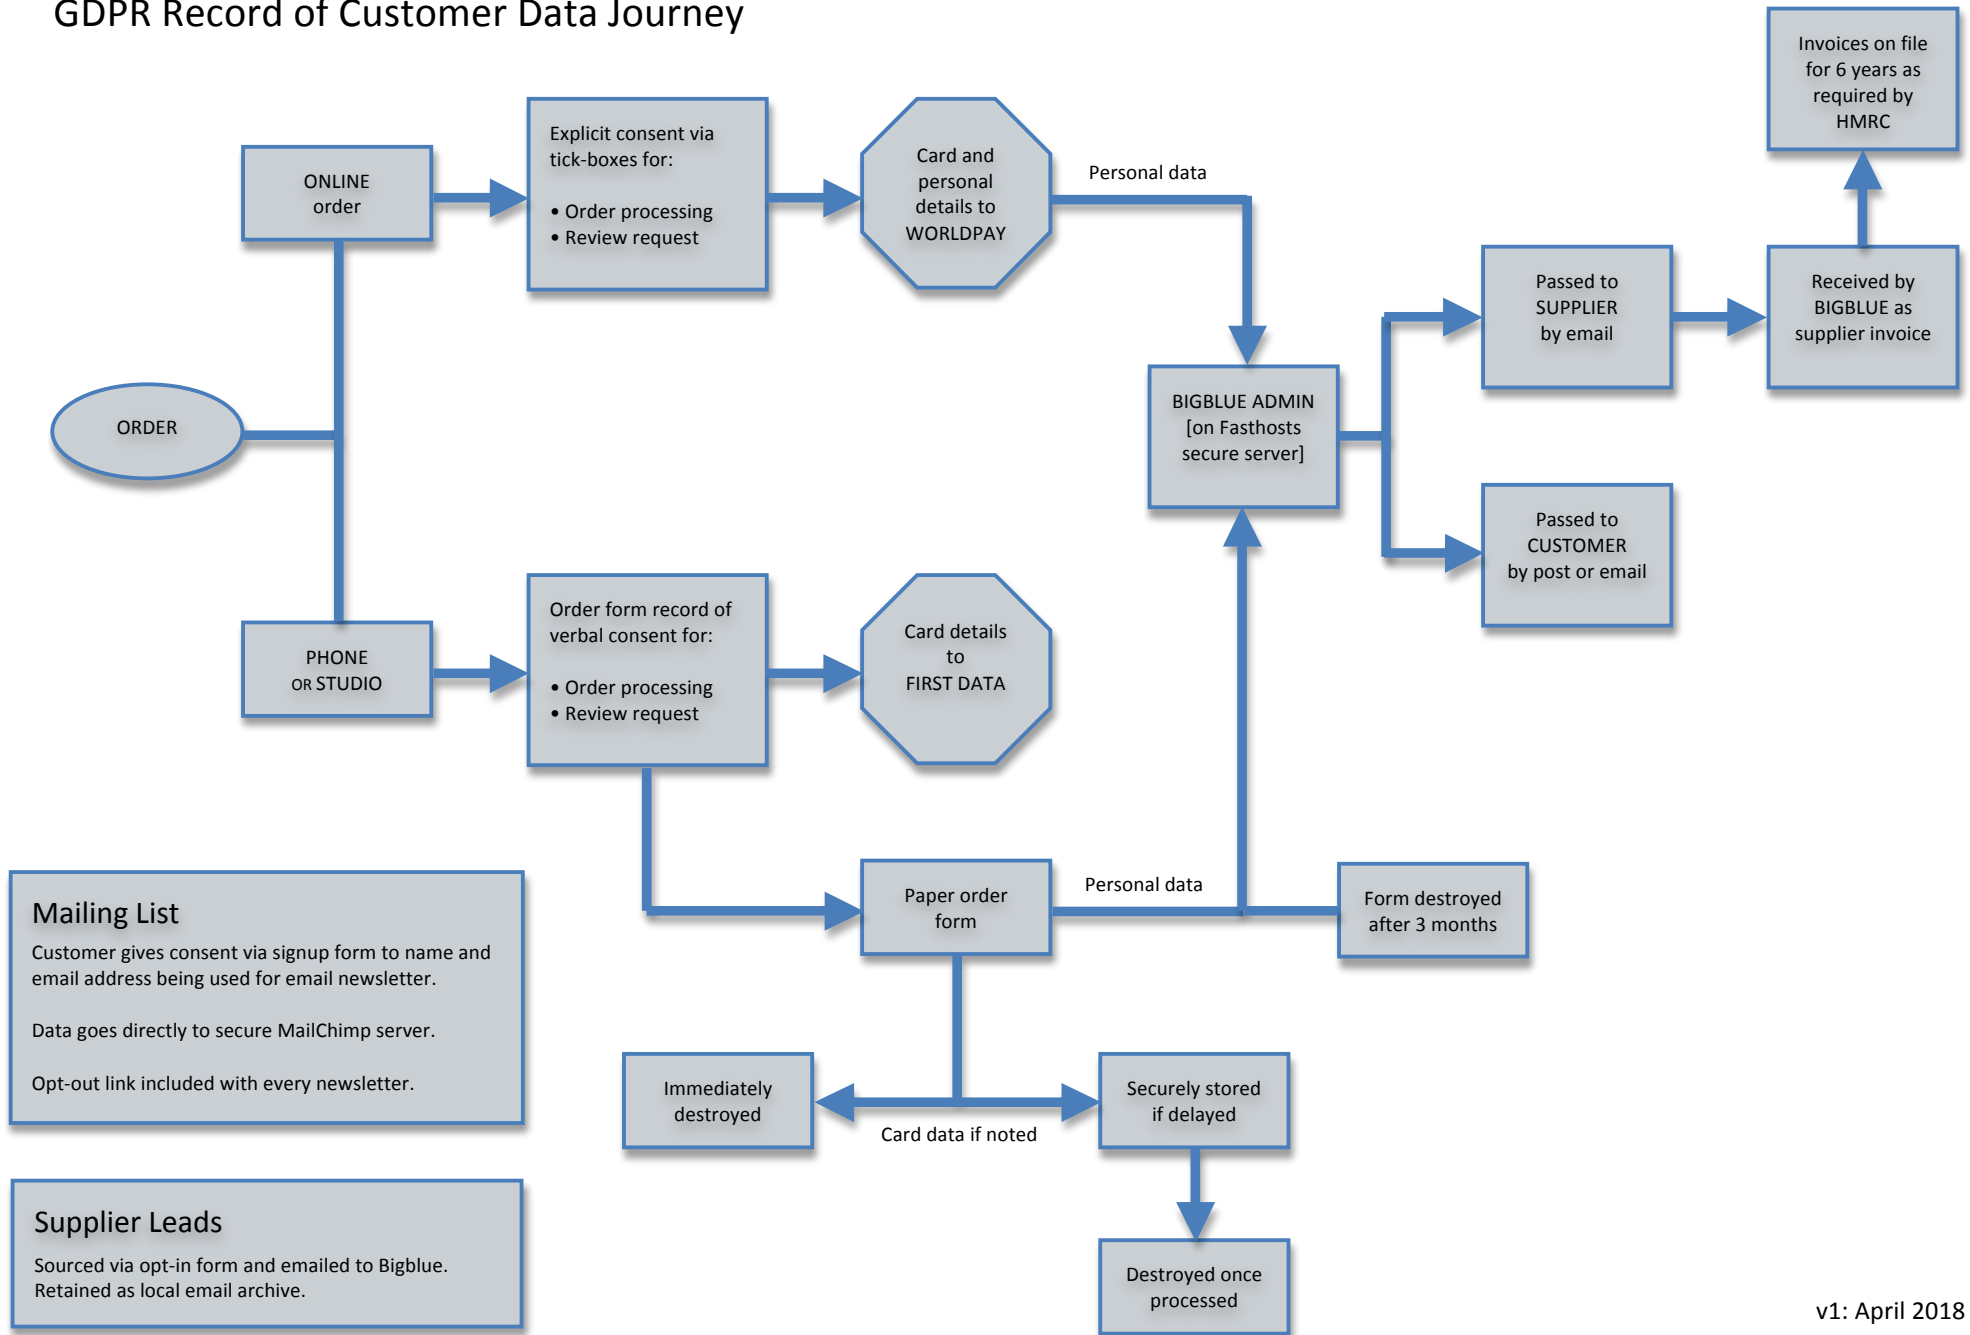 GDPR Record of Customer Data Journey
Invoices on file
for 6 years as
required by
HMRC
ONLINE
order
Explicit consent via
tick-boxes for:
• Order processing
• Review request
Card and
personal
details to
WORLDPAY
Personal data
Passed to
SUPPLIER
by email
Received by
BIGBLUE as
supplier invoice
ORDER
BIGBLUE ADMIN
[on Fasthosts
secure server]
Passed to
CUSTOMER
by post or email
PHONE
OR STUDIO
Order form record of
verbal consent for:
• Order processing
• Review request
Card details
to
FIRST DATA
Paper order
form
Personal data
Form destroyed
after 3 months
Mailing List
Customer gives consent via signup form to name and
email address being used for email newsletter.
Data goes directly to secure MailChimp server.
Opt-out link included with every newsletter.
Immediately
destroyed
Card data if noted
Securely stored
if delayed
Supplier Leads
Sourced via opt-in form and emailed to Bigblue.
Retained as local email archive.
Destroyed once
processed
v1: April 2018